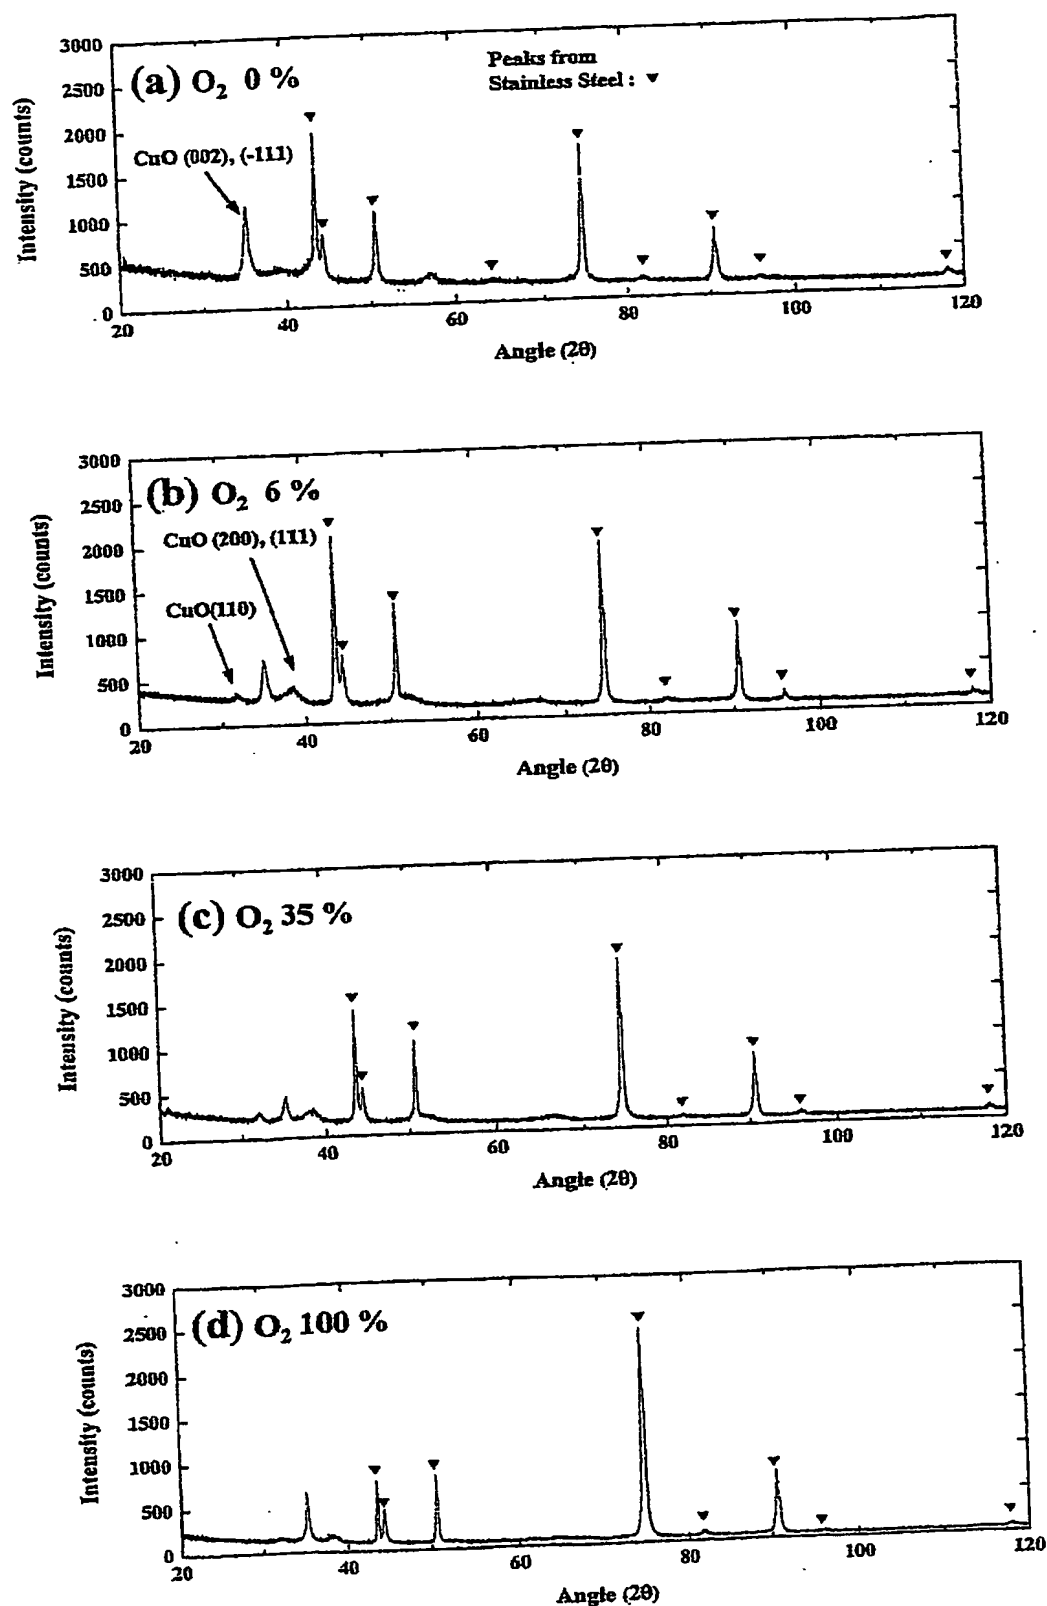 3000
(a) O2 0 %
Peaks from
Stainless Steel : ▼
2500
2000
CuO (002), (-111)
1500
1000
500
0
20 40 60 80 100 120
Intensity (counts)
Angle (2θ)
3000
(b) O2 6 %
2500
CuO (200), (111)
2000
1500
CuO(110)
1000
500
0
20 40 60 80 100 120
Intensity (counts)
Angle (2θ)
3000
(c) O2 35 %
2500
2000
1500
1000
500
0
20 40 60 80 100 120
Intensity (counts)
Angle (2θ)
3000
(d) O2 100 %
2500
2000
1500
1000
500
0
20 40 60 80 100 120
Intensity (counts)
Angle (2θ)